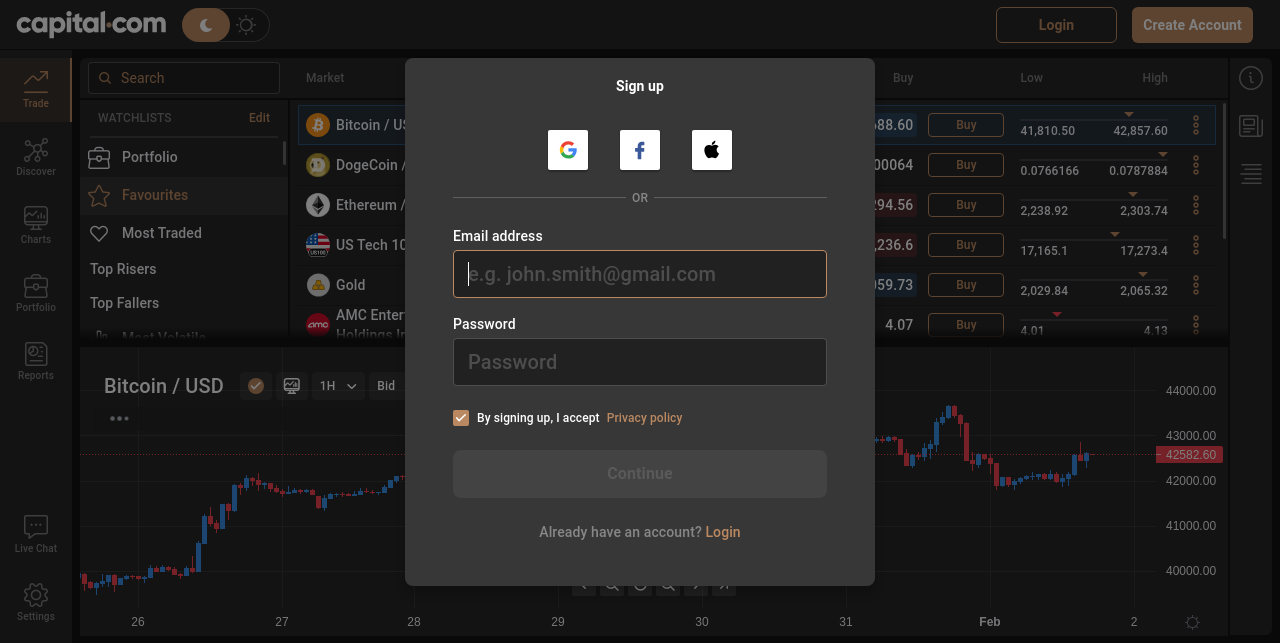 capital.com
Login
Create Account
Trade
Discover
Charts
Portfolio
Reports
Live Chat
Settings
Search
WATCHLISTS
Edit
Portfolio
Favourites
Most Traded
Top Risers
Top Fallers
Most Volatile
Market
Buy
Low
High
Bitcoin / US
88.60
Buy
41,810.50
42,857.60
DogeCoin /
00064
Buy
0.0766166
0.0787884
Ethereum /
294.56
Buy
2,238.92
2,303.74
US100
US Tech 10
,236.6
Buy
17,165.1
17,273.4
Gold
059.73
Buy
2,029.84
2,065.32
amc
AMC Enter
Holdings In
4.07
Buy
4.01
4.13
Sign up
OR
Email address
e.g. john.smith@gmail.com
Password
Password
By signing up, I accept Privacy policy
Continue
Already have an account? Login
Bitcoin / USD
1H
Bid
44000.00
43000.00
42582.60
42000.00
41000.00
40000.00
26
27
28
29
30
31
Feb
2